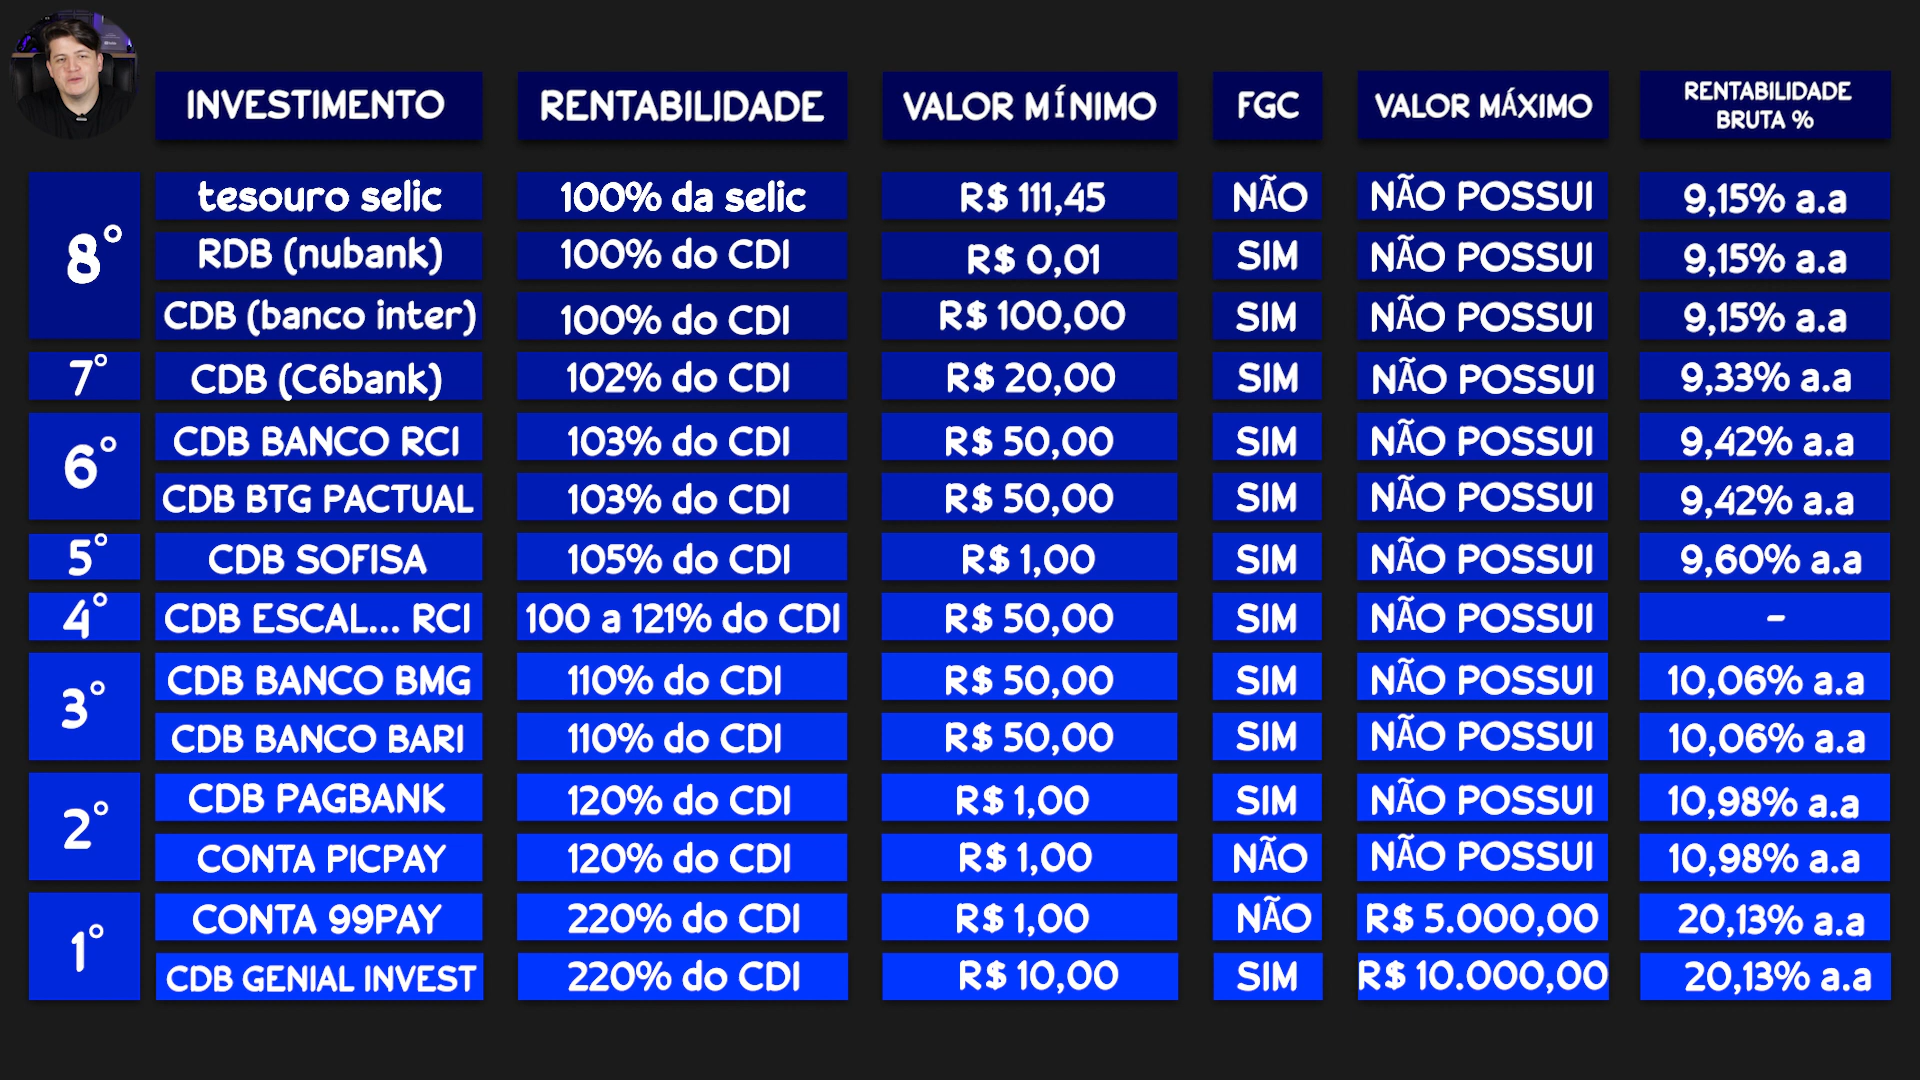 INVESTIMENTO RENTABILIDADE VALOR MÍNIMO FGC VALOR MÁXIMO RENTABILIDADE BRUTA %
8° tesouro selic 100% da selic R$ 111,45 NÃO NÃO POSSUI 9,15% a.a
RDB (nubank) 100% do CDI R$ 0,01 SIM NÃO POSSUI 9,15% a.a
CDB (banco inter) 100% do CDI R$ 100,00 SIM NÃO POSSUI 9,15% a.a
7° CDB (C6bank) 102% do CDI R$ 20,00 SIM NÃO POSSUI 9,33% a.a
6° CDB BANCO RCI 103% do CDI R$ 50,00 SIM NÃO POSSUI 9,42% a.a
CDB BTG PACTUAL 103% do CDI R$ 50,00 SIM NÃO POSSUI 9,42% a.a
5° CDB SOFISA 105% do CDI R$ 1,00 SIM NÃO POSSUI 9,60% a.a
4° CDB ESCAL... RCI 100 a 121% do CDI R$ 50,00 SIM NÃO POSSUI -
3° CDB BANCO BMG 110% do CDI R$ 50,00 SIM NÃO POSSUI 10,06% a.a
CDB BANCO BARI 110% do CDI R$ 50,00 SIM NÃO POSSUI 10,06% a.a
2° CDB PAGBANK 120% do CDI R$ 1,00 SIM NÃO POSSUI 10,98% a.a
CONTA PICPAY 120% do CDI R$ 1,00 NÃO NÃO POSSUI 10,98% a.a
1° CONTA 99PAY 220% do CDI R$ 1,00 NÃO R$ 5.000,00 20,13% a.a
CDB GENIAL INVEST 220% do CDI R$ 10,00 SIM R$ 10.000,00 20,13% a.a